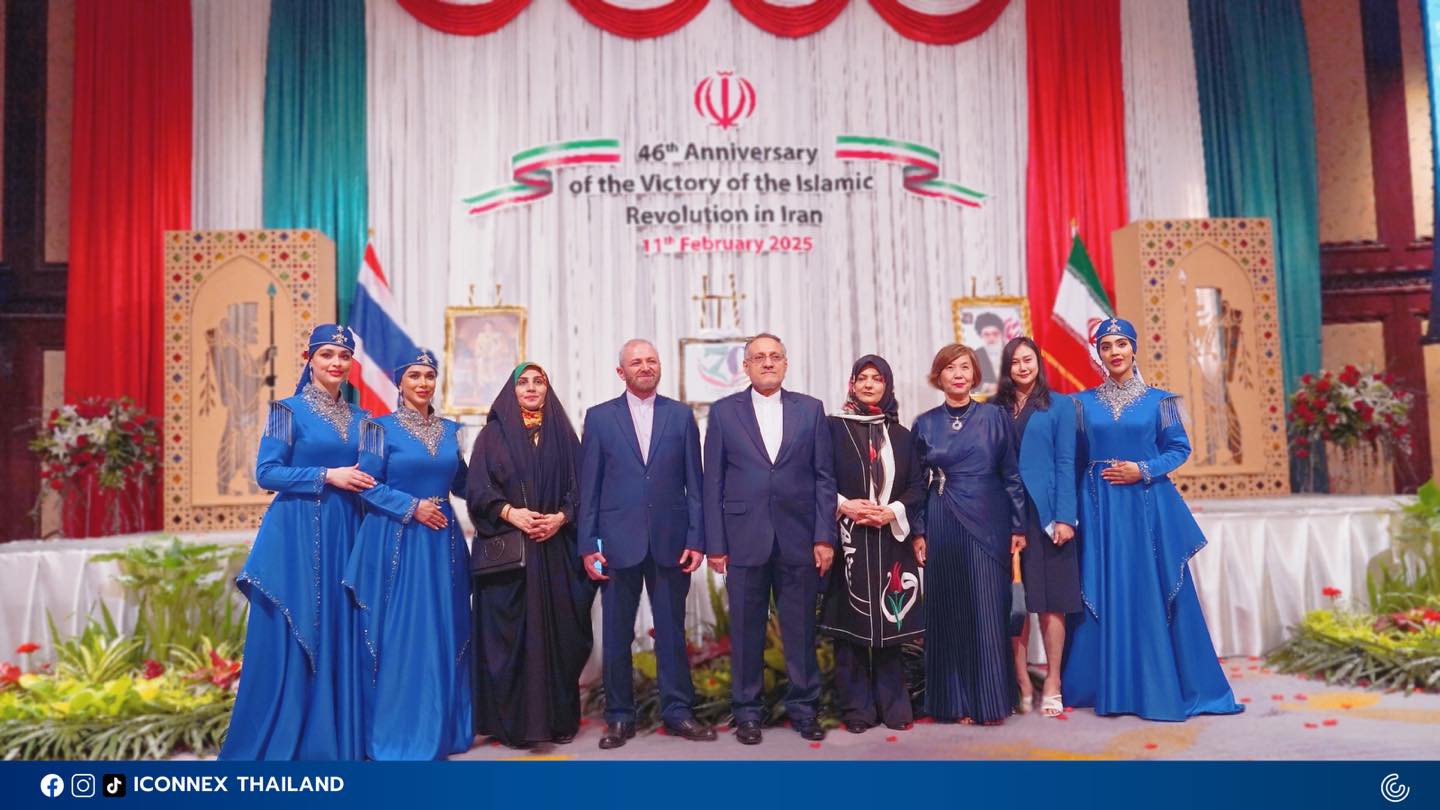 46th Anniversary
of the Victory of the Islamic
Revolution in Iran
11th February 2025
ICONNEX THAILAND